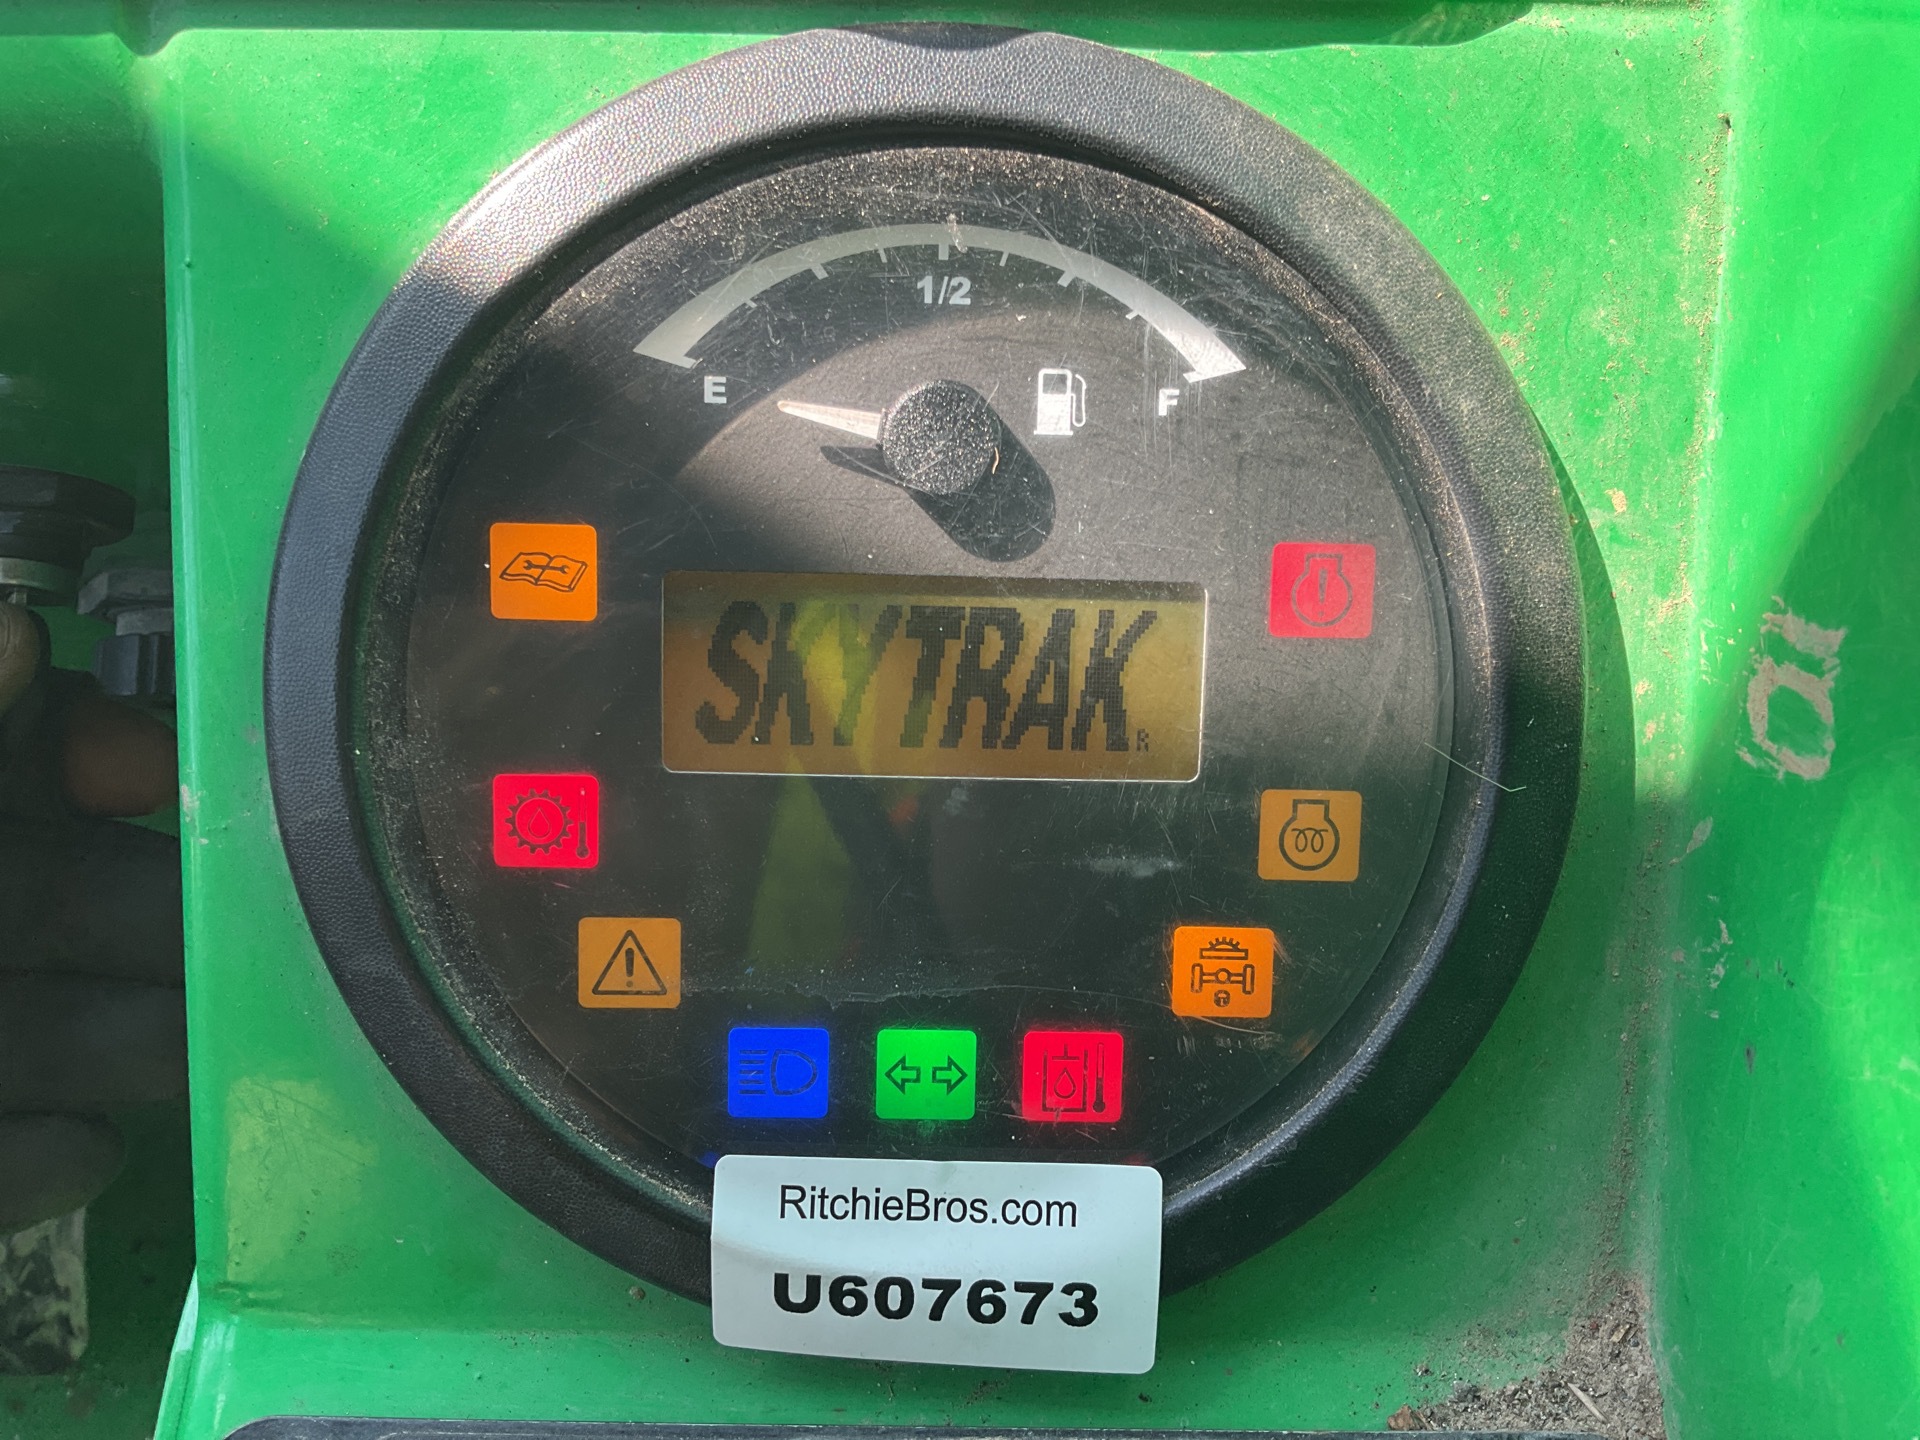 1/2
E
F
SKYTRAK
R
RitchieBros.com
U607673